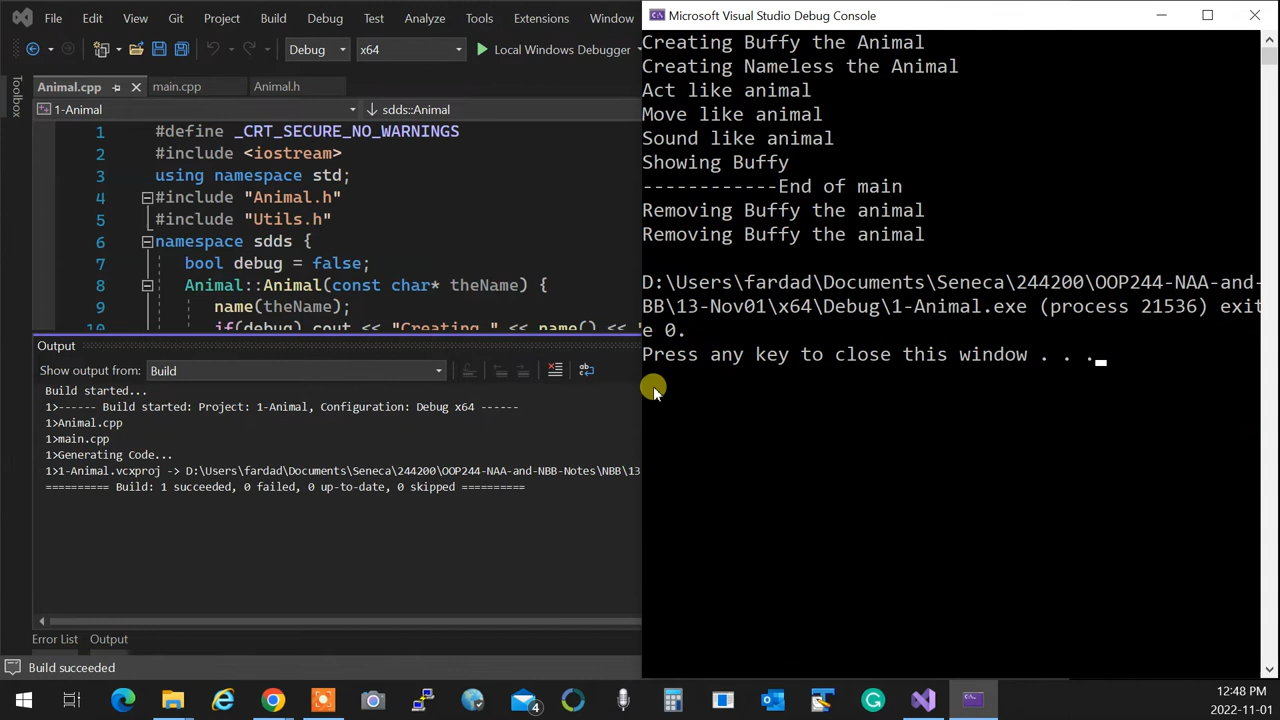 File Edit View Git Project Build Debug Test Analyze Tools Extensions Window
Debug x64 Local Windows Debugger
Animal.cpp main.cpp Animal.h
Toolbox
1-Animal sdds::Animal
1 #define _CRT_SECURE_NO_WARNINGS
2 #include <iostream>
3 using namespace std;
4 #include "Animal.h"
5 #include "Utils.h"
6 namespace sdds {
7 bool debug = false;
8 Animal::Animal(const char* theName) {
9 name(theName);
10 if(debug) cout << "Creating " << name() << "
Output
Show output from: Build
Build started...
1>------ Build started: Project: 1-Animal, Configuration: Debug x64 ------
1>Animal.cpp
1>main.cpp
1>Generating Code...
1>1-Animal.vcxproj -> D:\Users\fardad\Documents\Seneca\244200\OOP244-NAA-and-NBB-Notes\NBB\13
========== Build: 1 succeeded, 0 failed, 0 up-to-date, 0 skipped ==========
Error List Output
Build succeeded
Microsoft Visual Studio Debug Console
Creating Buffy the Animal
Creating Nameless the Animal
Act like animal
Move like animal
Sound like animal
Showing Buffy
------------End of main
Removing Buffy the animal
Removing Buffy the animal
D:\Users\fardad\Documents\Seneca\244200\OOP244-NAA-and-
BB\13-Nov01\x64\Debug\1-Animal.exe (process 21536) exit
e 0.
Press any key to close this window . . .
4
12:48 PM
2022-11-01